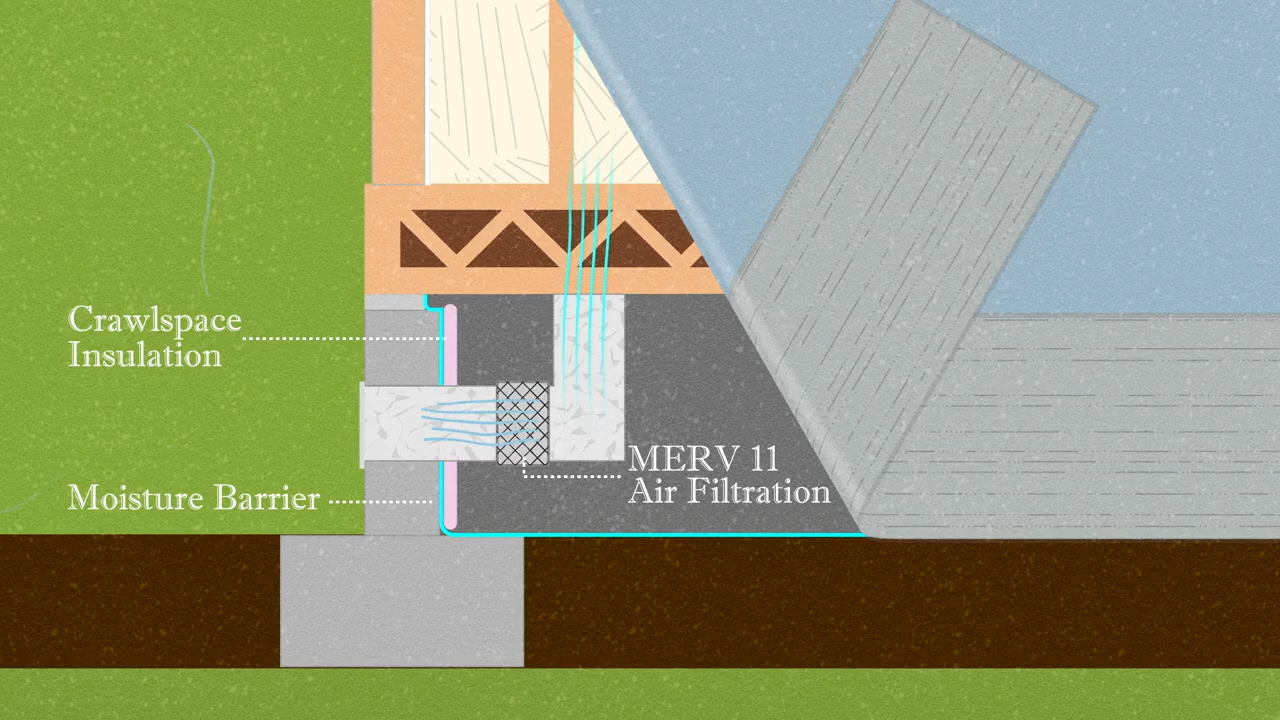 Crawlspace
Insulation
MERV 11
Air Filtration
Moisture Barrier